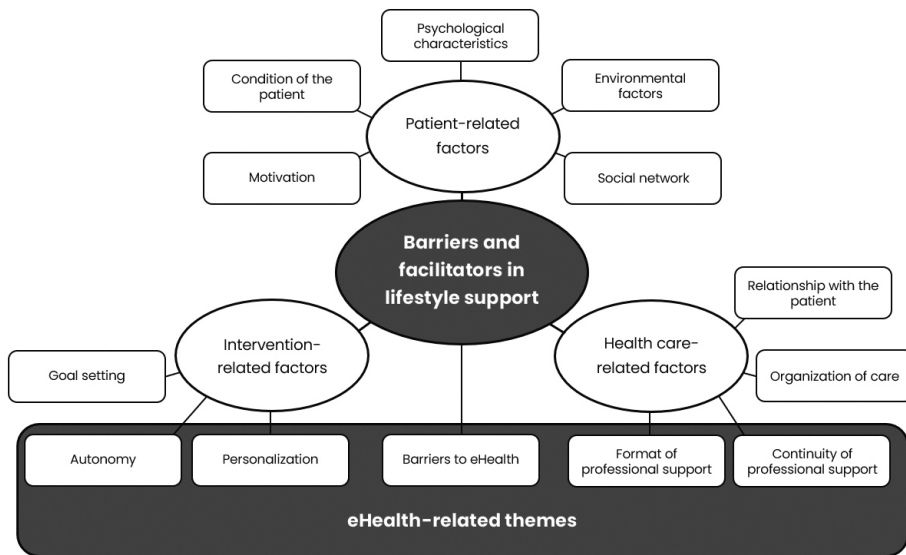 Psychological
characteristics
Condition of the
patient
Environmental
factors
Patient-related
factors
Motivation
Social network
Barriers and
facilitators in
lifestyle support
Relationship with the
patient
Intervention-
related factors
Health care-
related factors
Goal setting
Organization of care
Autonomy
Personalization
Barriers to eHealth
Format of
professional support
Continuity of
professional support
eHealth-related themes